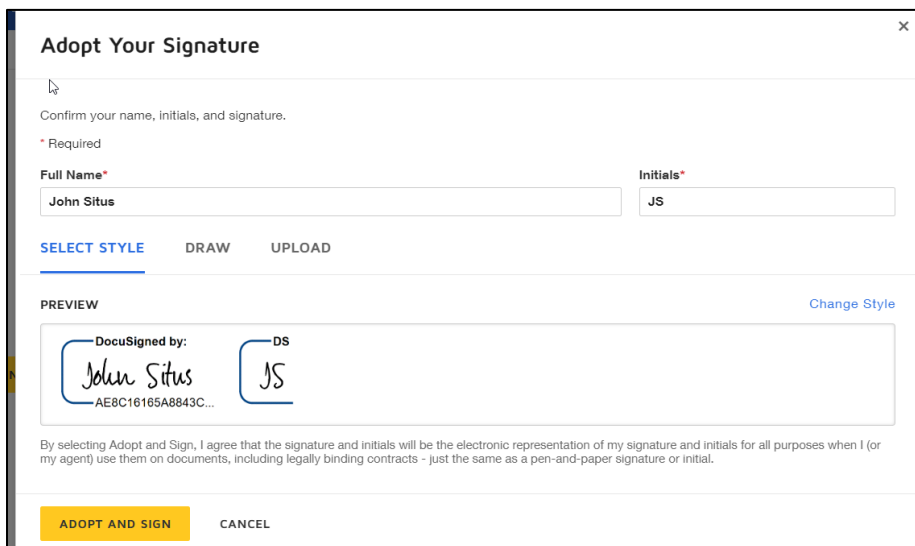 Adopt Your Signature
×
Confirm your name, initials, and signature.
* Required
Full Name* Initials*
John Situs JS
SELECT STYLE DRAW UPLOAD
PREVIEW Change Style
DocuSigned by: DS
John Situs JS
AE8C16165A8843C...
By selecting Adopt and Sign, I agree that the signature and initials will be the electronic representation of my signature and initials for all purposes when I (or
my agent) use them on documents, including legally binding contracts - just the same as a pen-and-paper signature or initial.
ADOPT AND SIGN CANCEL